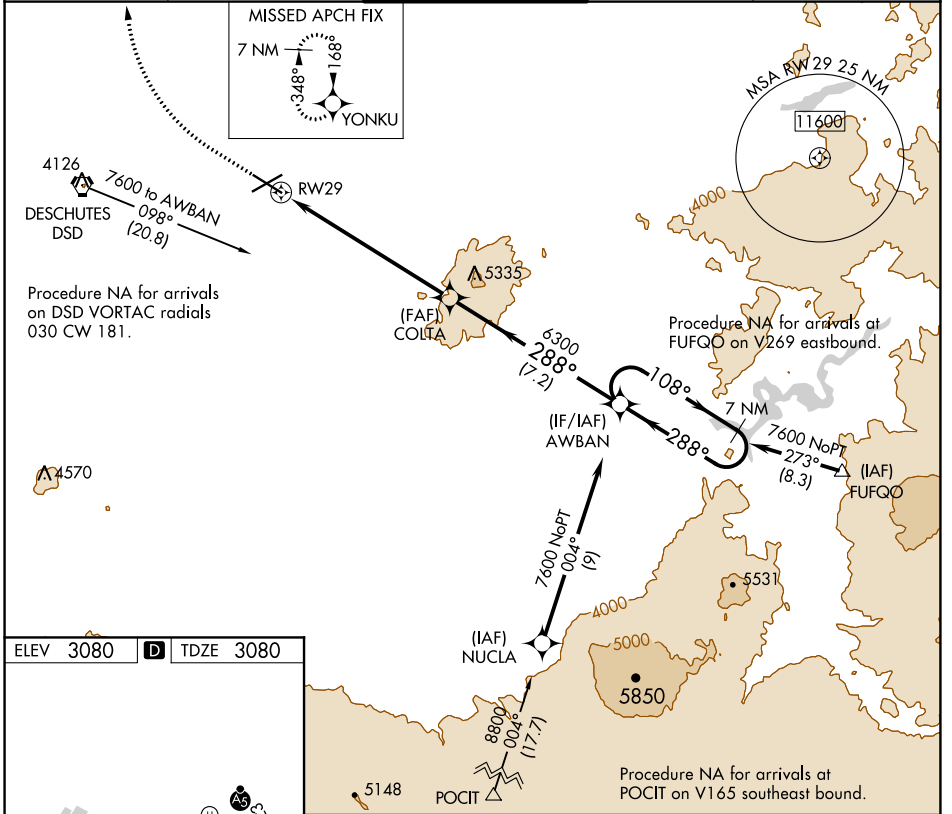 MISSED APCH FIX
7 NM
348°
168°
YONKU
MSA RW29 25 NM
11600
4126
DESCHUTES
DSD
7600 to AWBAN
098°
(20.8)
RW29
4000
Procedure NA for arrivals
on DSD VORTAC radials
030 CW 181.
5335
(FAF)
COLTA
6300
288°
(7.2)
Procedure NA for arrivals at
FUFQO on V269 eastbound.
108°
7 NM
288°
(IF/IAF)
AWBAN
7600 NoPT
273°
(8.3)
(IAF)
FUFQO
4570
7600 NoPT
004°
(9)
5531
4000
5000
(IAF)
NUCLA
5850
8800
004°
(17.7)
POCIT
5148
Procedure NA for arrivals at
POCIT on V165 southeast bound.
ELEV 3080 D TDZE 3080
A5